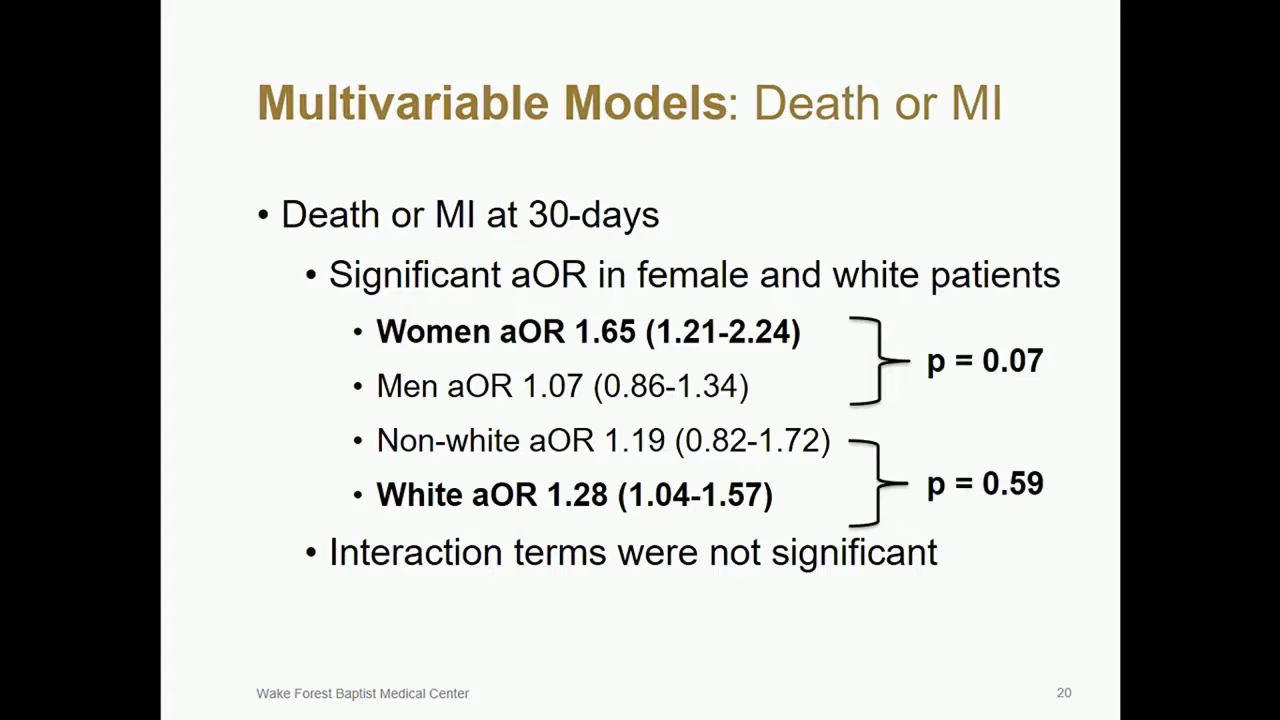 Multivariable Models: Death or MI
• Death or MI at 30-days
• Significant aOR in female and white patients
• Women aOR 1.65 (1.21-2.24)
• Men aOR 1.07 (0.86-1.34)
p = 0.07
• Non-white aOR 1.19 (0.82-1.72)
• White aOR 1.28 (1.04-1.57)
p = 0.59
• Interaction terms were not significant
Wake Forest Baptist Medical Center
20